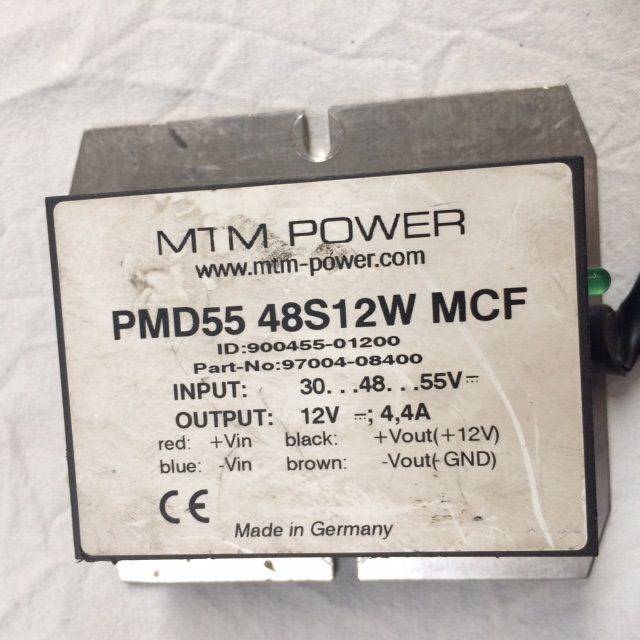 MTM POWER
www.mtm-power.com
PMD55 48S12W MCF
ID:900455-01200
Part-No:97004-08400
INPUT: 30...48...55V⎓
OUTPUT: 12V ⎓; 4,4A
red: +Vin black: +Vout(+12V)
blue: -Vin brown: -Vout(-GND)
CE
Made in Germany